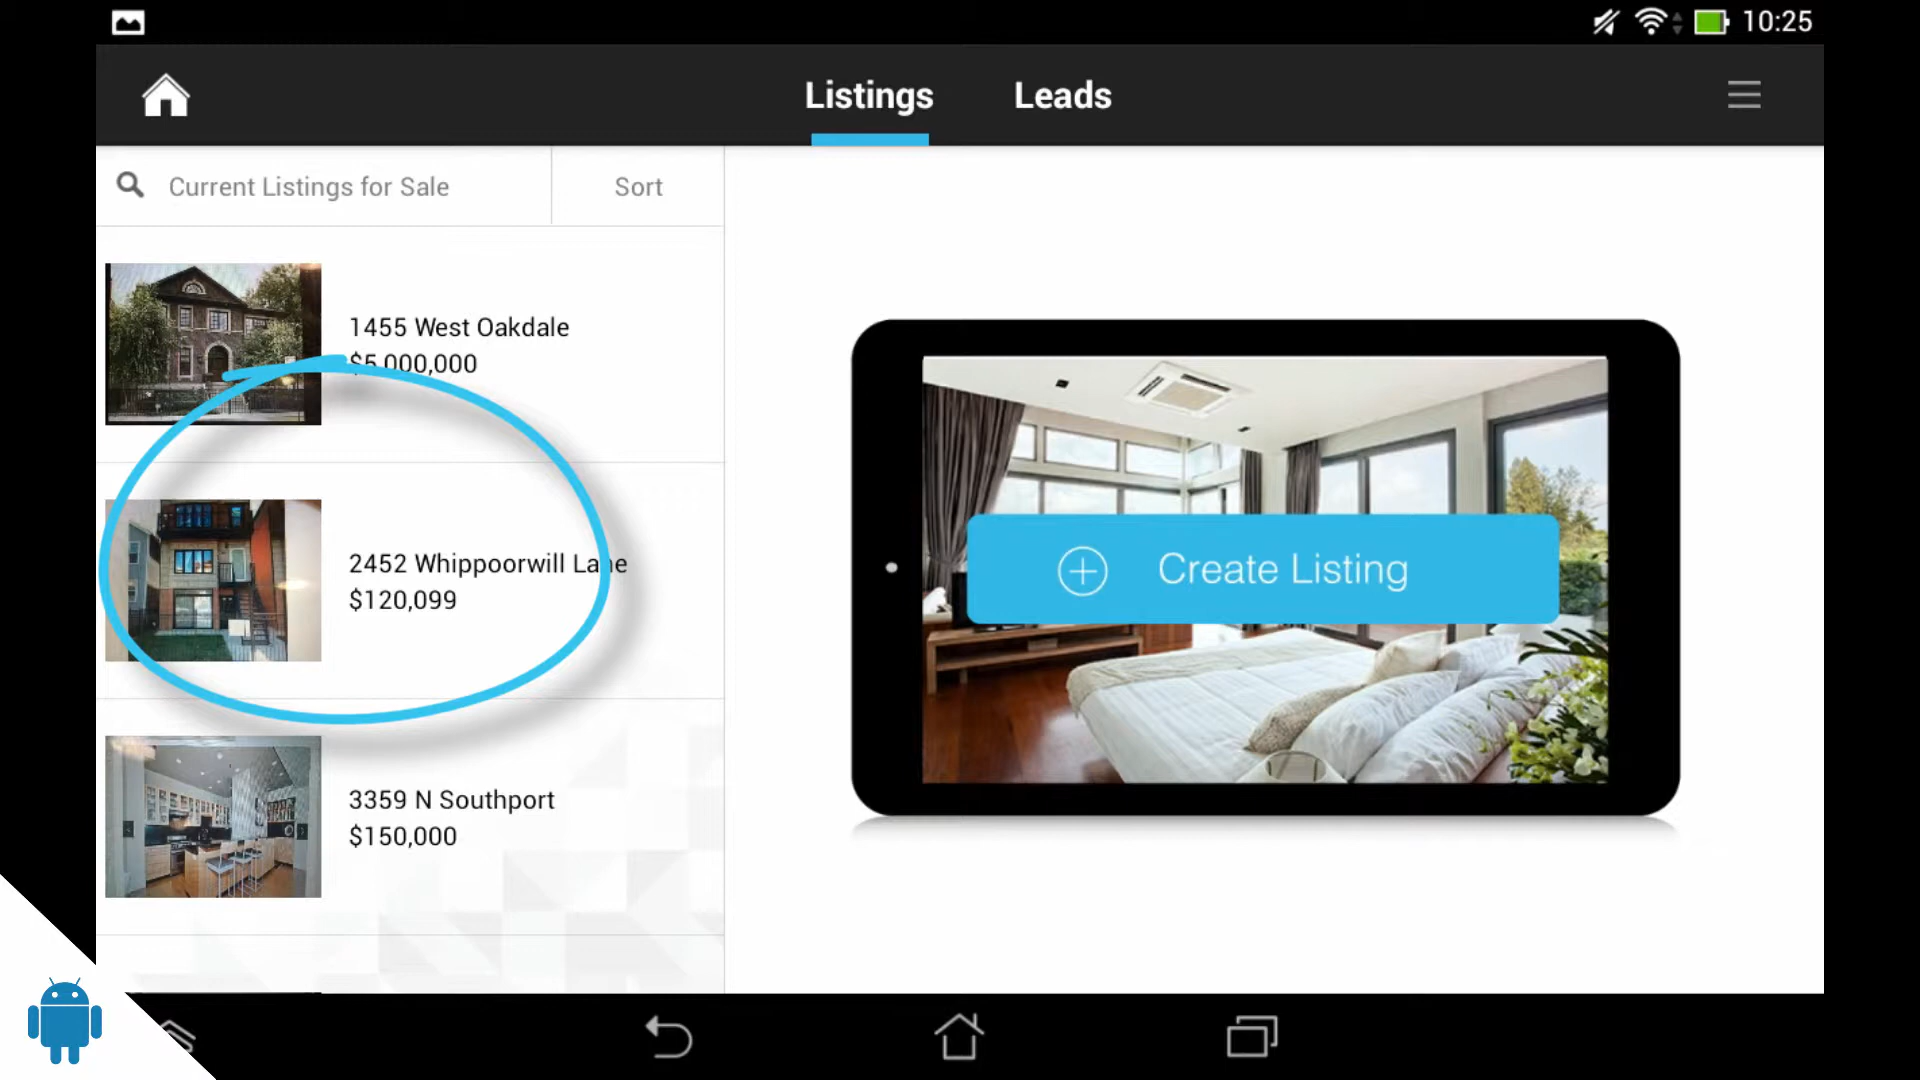 10:25
Listings
Leads
Current Listings for Sale
Sort
1455 West Oakdale
$5,000,000
2452 Whippoorwill Lane
$120,099
3359 N Southport
$150,000
Create Listing